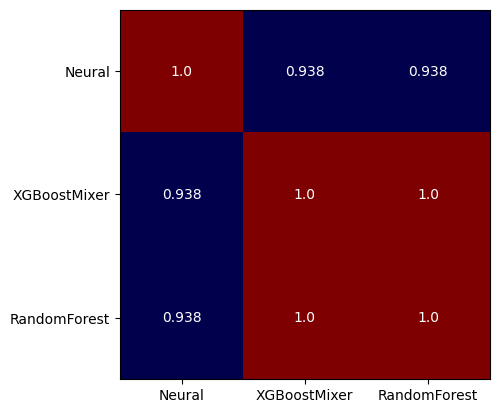 Neural 1.0 0.938 0.938
XGBoostMixer 0.938 1.0 1.0
RandomForest 0.938 1.0 1.0
Neural XGBoostMixer RandomForest